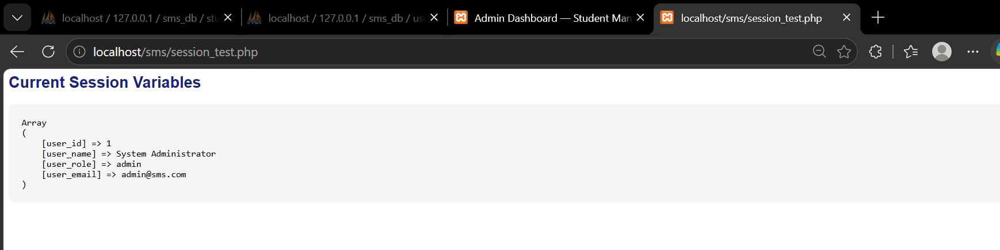 localhost / 127.0.0.1 / sms_db / stu
localhost / 127.0.0.1 / sms_db / use
Admin Dashboard — Student Man
localhost/sms/session_test.php
localhost/sms/session_test.php
Current Session Variables
Array
(
    [user_id] => 1
    [user_name] => System Administrator
    [user_role] => admin
    [user_email] => admin@sms.com
)